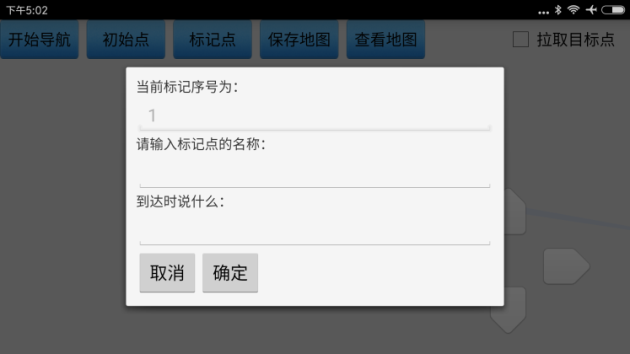 下午5:02
开始导航 初始点 标记点 保存地图 查看地图 拉取目标点
当前标记序号为：
1
请输入标记点的名称：
到达时说什么：
取消 确定